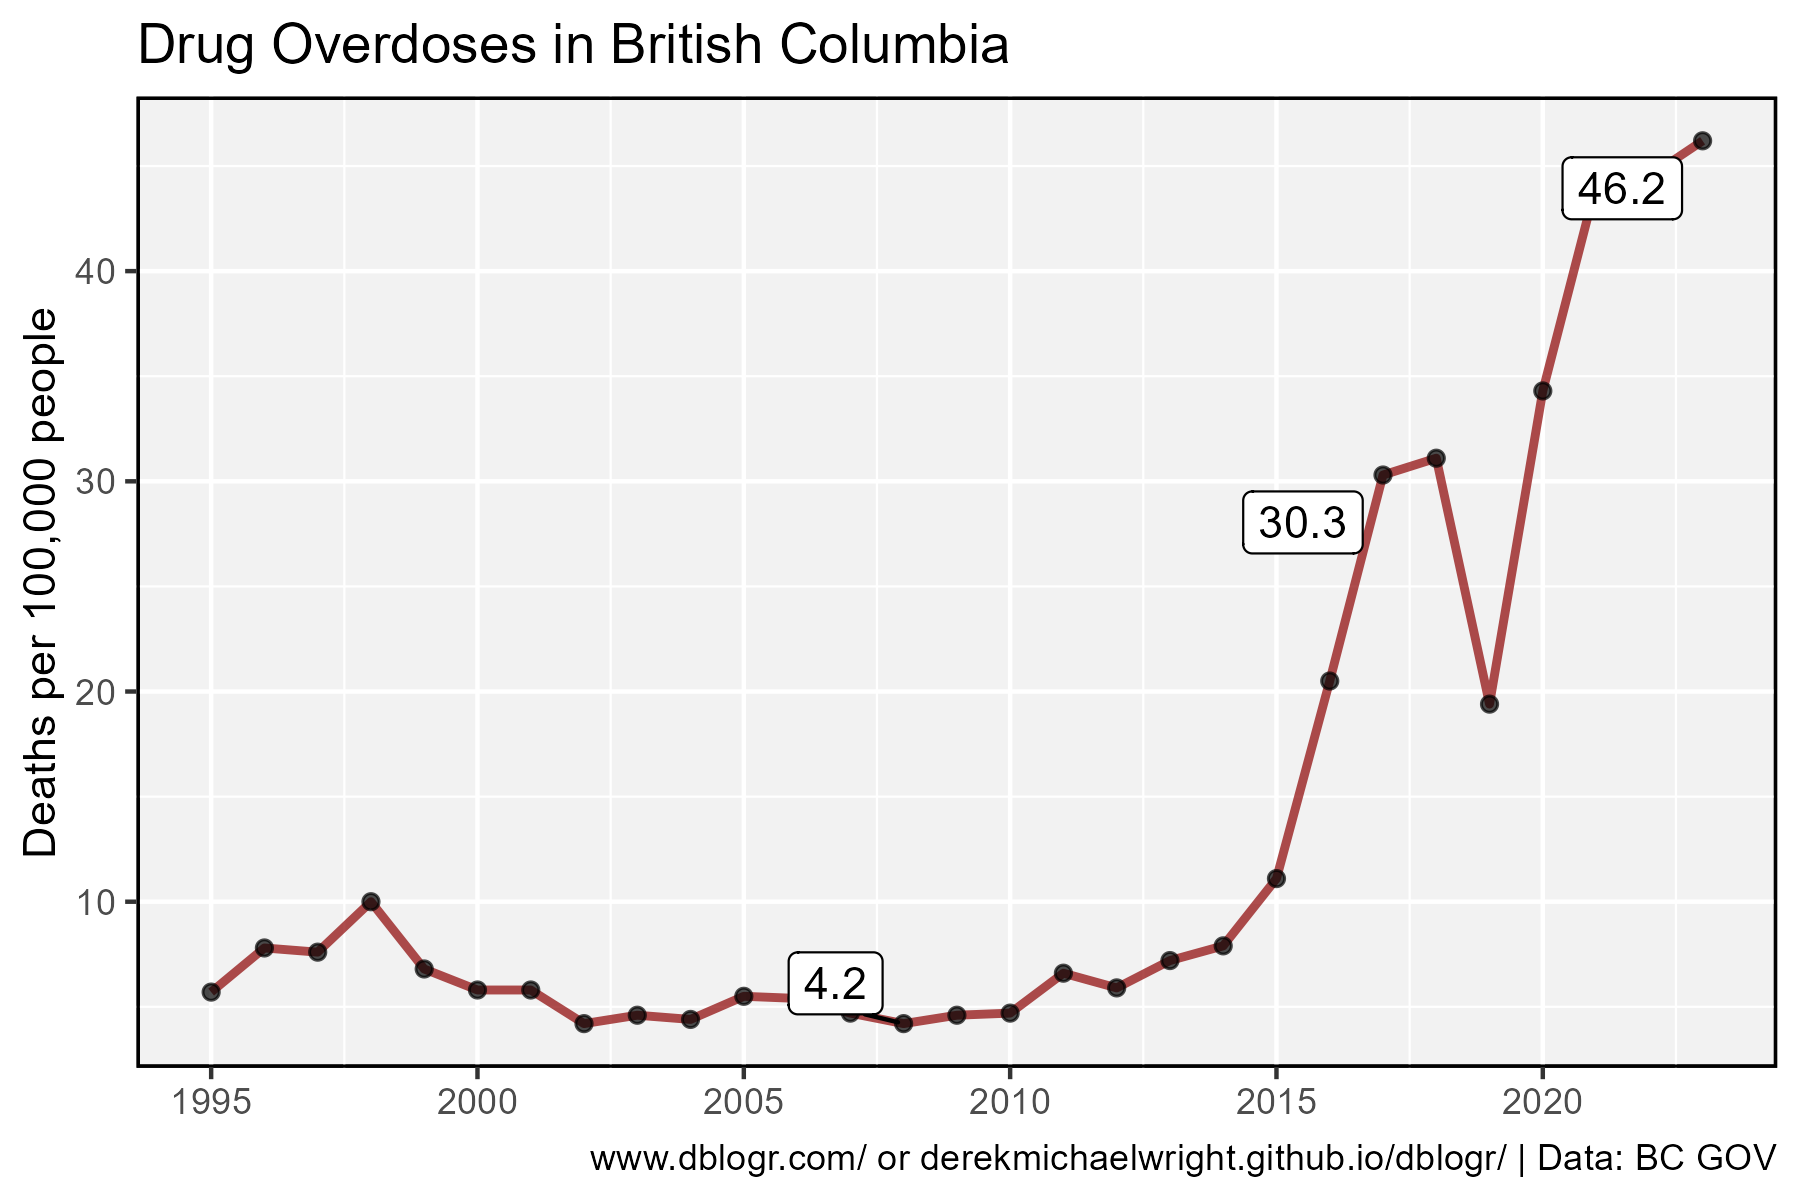 Drug Overdoses in British Columbia
Deaths per 100,000 people
40
30
20
10
46.2
30.3
4.2
1995 2000 2005 2010 2015 2020
www.dblogr.com/ or derekmichaelwright.github.io/dblogr/ | Data: BC GOV